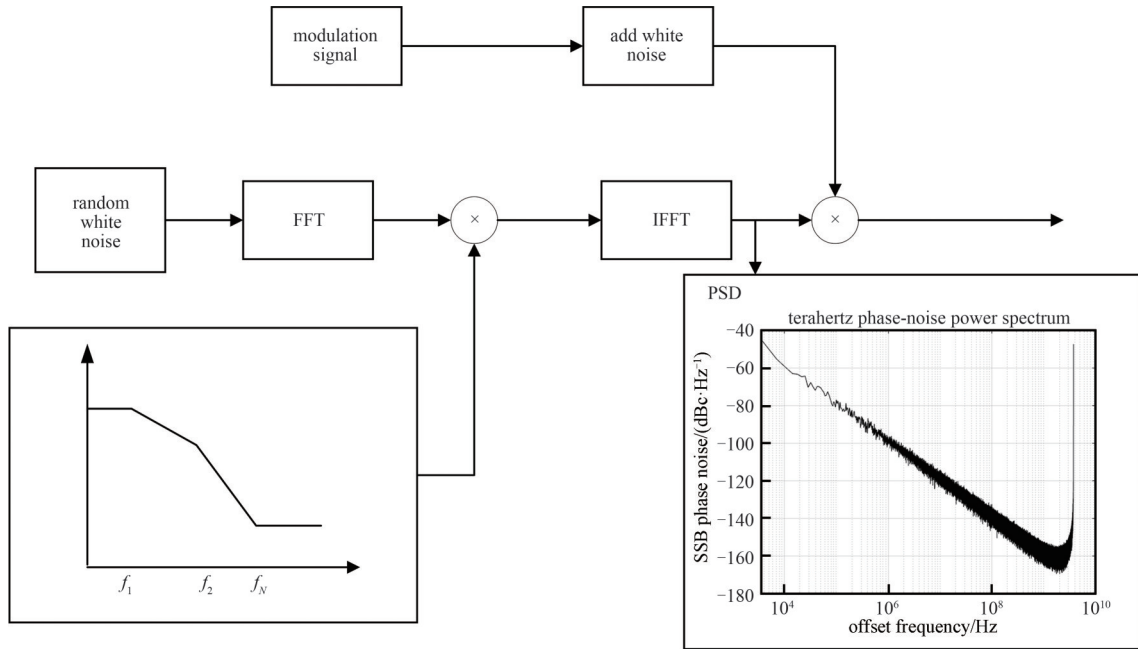 modulation
signal
add white
noise
random
white
noise
FFT
×
IFFT
×
f₁
f₂
f_N
PSD
terahertz phase-noise power spectrum
SSB phase noise/(dBc·Hz⁻¹)
−40
−60
−80
−100
−120
−140
−160
−180
10⁴
10⁶
10⁸
10¹⁰
offset frequency/Hz